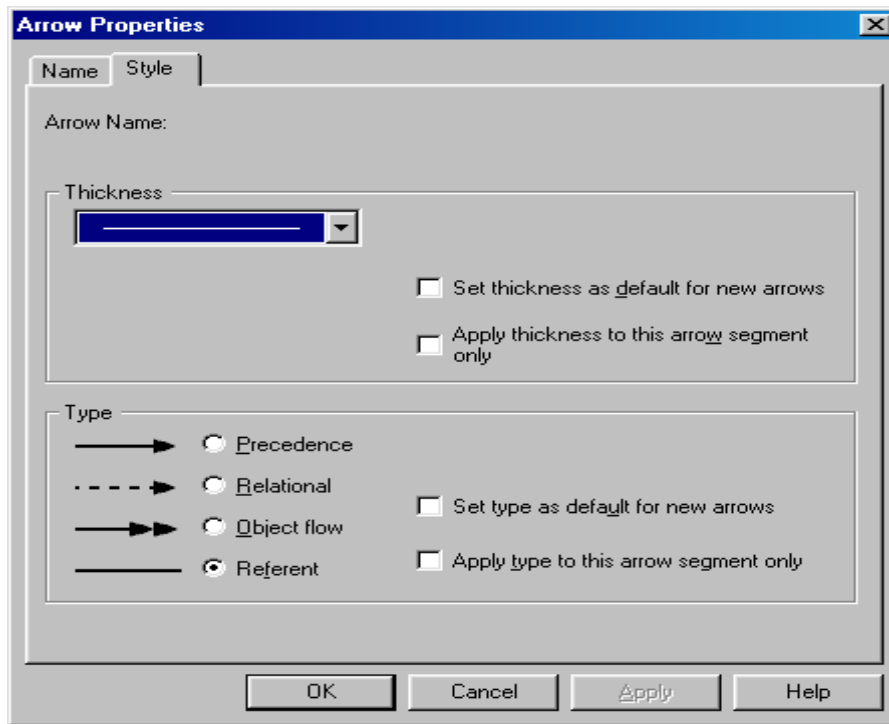 Arrow Properties
Name Style
Arrow Name:
Thickness
Set thickness as default for new arrows
Apply thickness to this arrow segment
only
Type
Precedence
Relational
Object flow
Referent
Set type as default for new arrows
Apply type to this arrow segment only
OK Cancel Apply Help